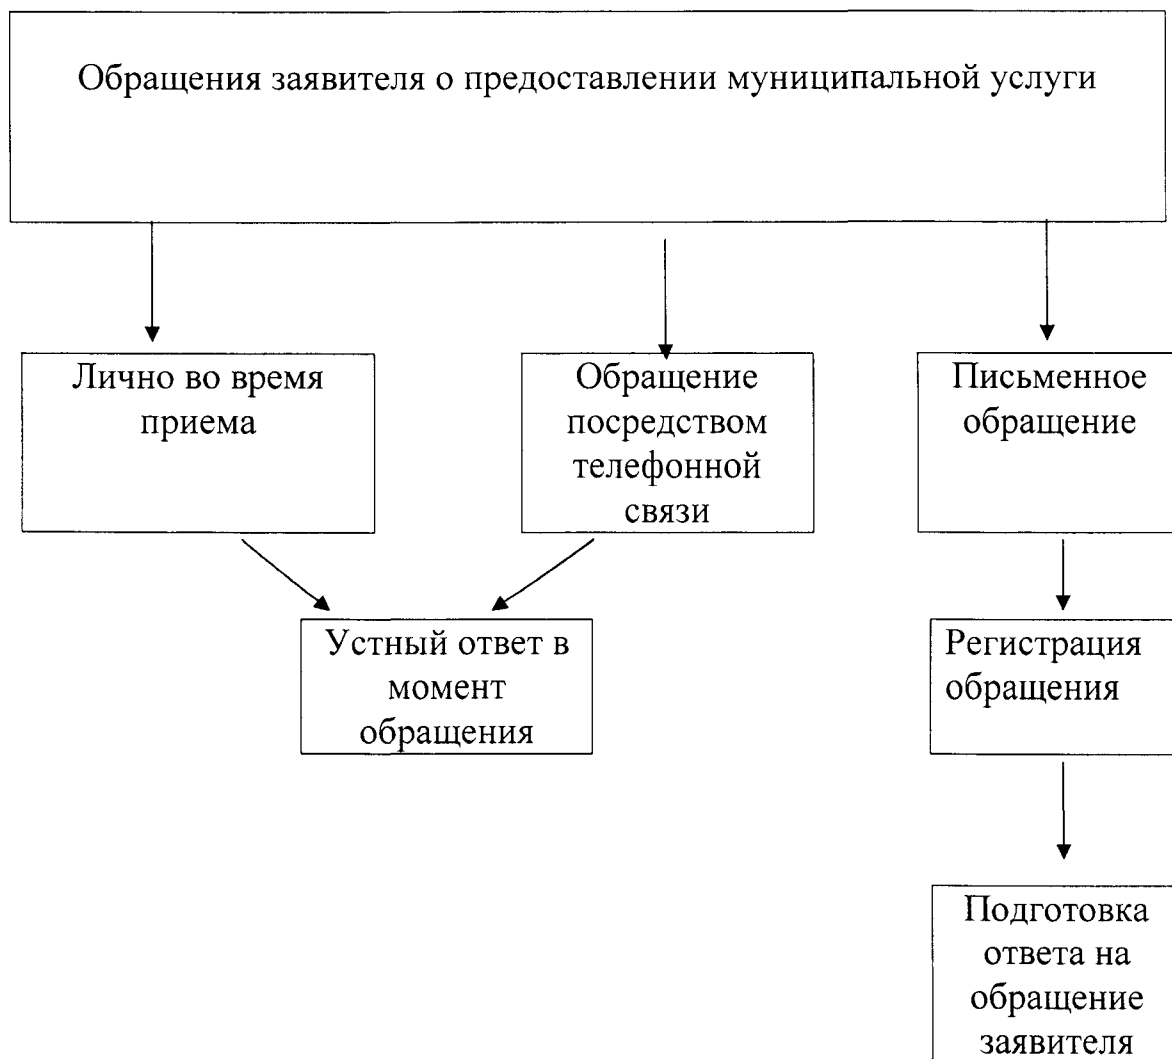 Обращения заявителя о предоставлении муниципальной услуги
Лично во время
приема
Обращение
посредством
телефонной
связи
Письменное
обращение
Устный ответ в
момент
обращения
Регистрация
обращения
Подготовка
ответа на
обращение
заявителя